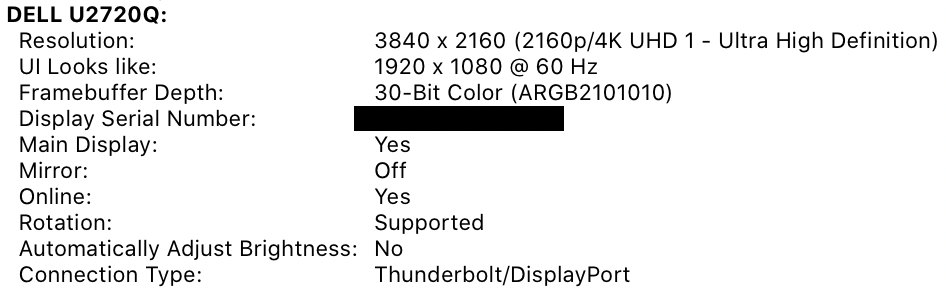 DELL U2720Q:
Resolution: 3840 x 2160 (2160p/4K UHD 1 - Ultra High Definition)
UI Looks like: 1920 x 1080 @ 60 Hz
Framebuffer Depth: 30-Bit Color (ARGB2101010)
Display Serial Number:
Main Display: Yes
Mirror: Off
Online: Yes
Rotation: Supported
Automatically Adjust Brightness: No
Connection Type: Thunderbolt/DisplayPort